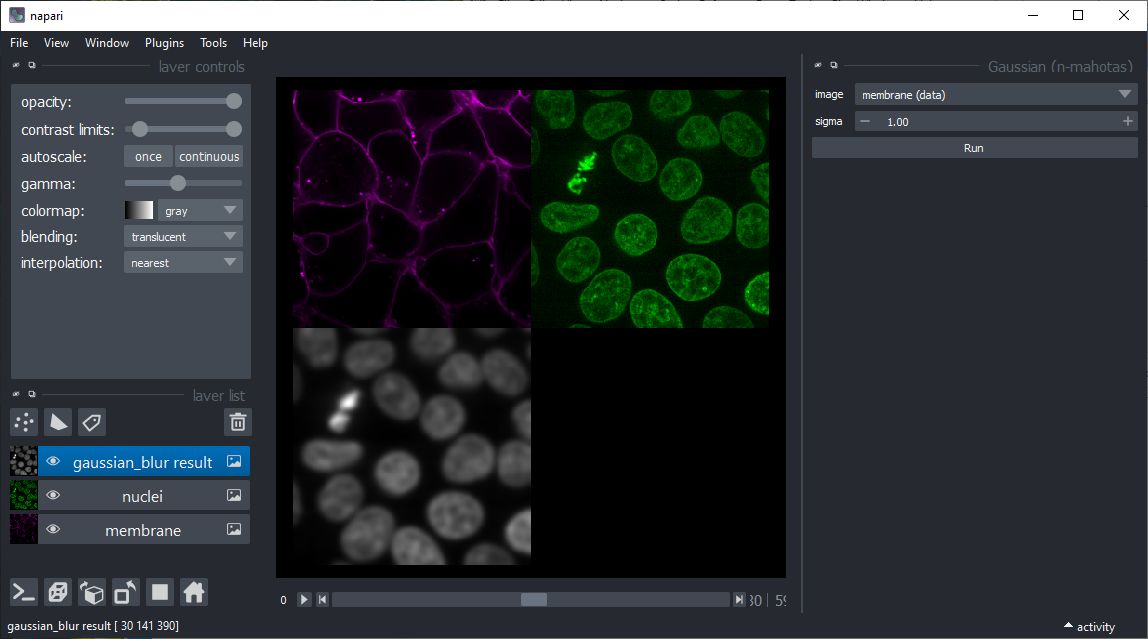 napari
File View Window Plugins Tools Help
layer controls
opacity:
contrast limits:
autoscale: once continuous
gamma:
colormap: gray
blending: translucent
interpolation: nearest
layer list
gaussian_blur result
nuclei
membrane
0 30 59
gaussian_blur result [ 30 141 390]
Gaussian (n-mahotas)
image membrane (data)
sigma 1.00
Run
activity